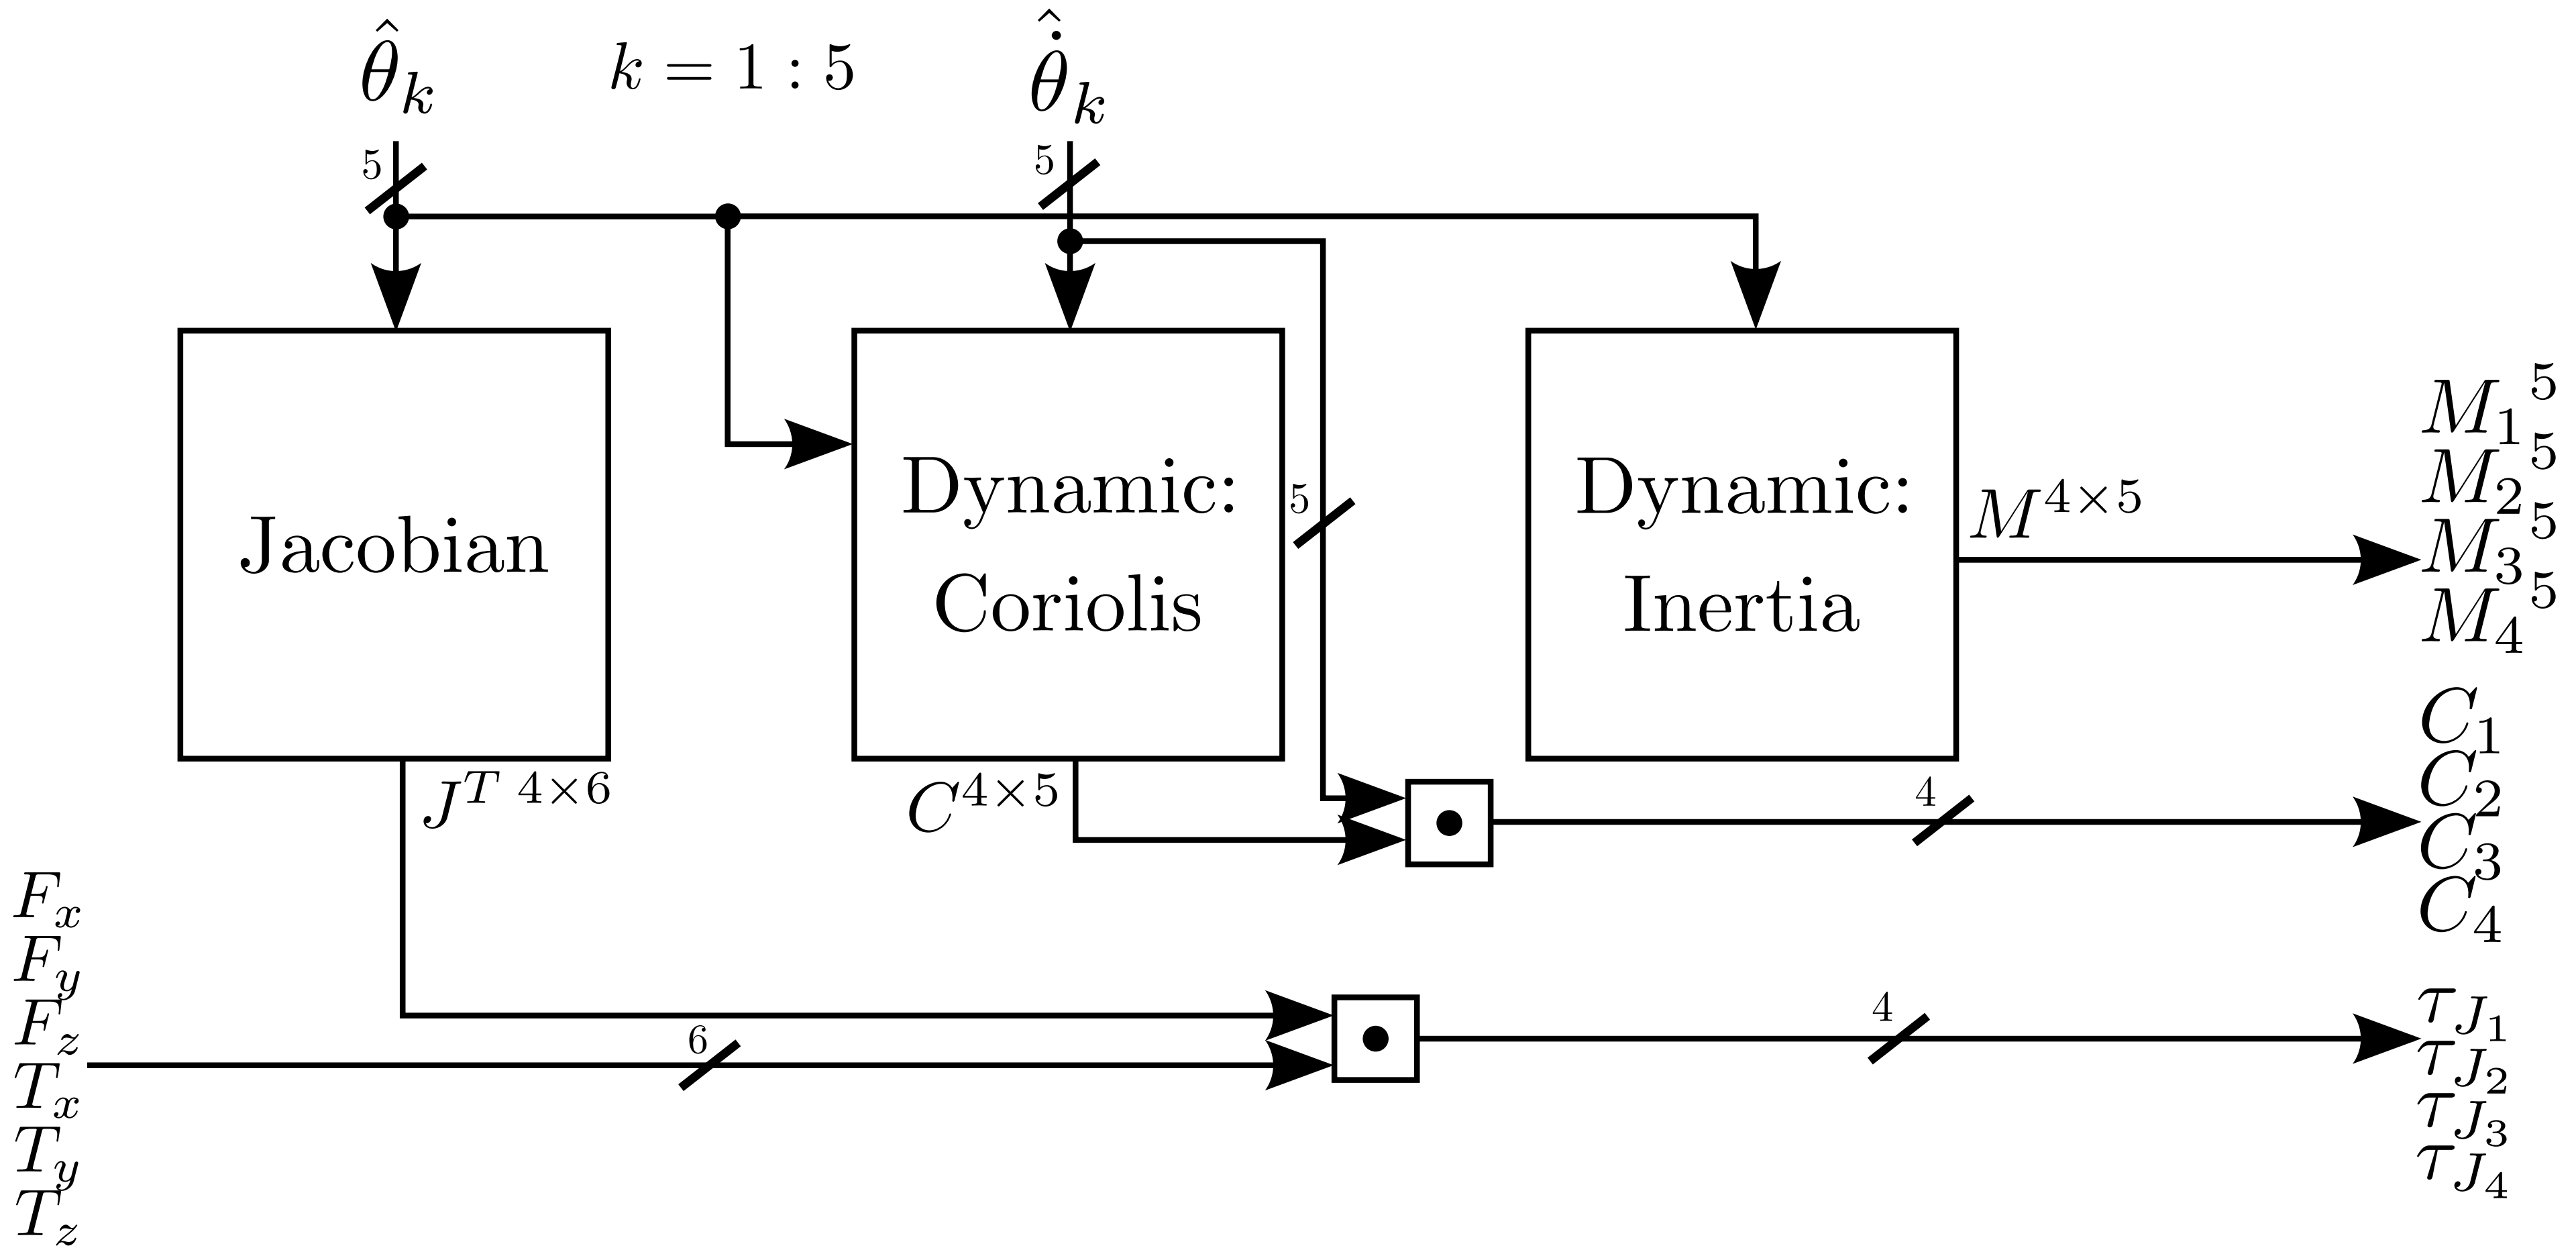 θ̂_k k = 1 : 5 θ̇̂_k
5 5
Jacobian
Dynamic:
Coriolis
5
Dynamic:
Inertia
M^{4×5}
M_1^5
M_2^5
M_3^5
M_4^5
J^{T 4×6}
C^{4×5}
4
C_1
C_2
C_3
C_4
F_x
F_y
F_z
T_x
T_y
T_z
6
4
τ_{J_1}
τ_{J_2}
τ_{J_3}
τ_{J_4}